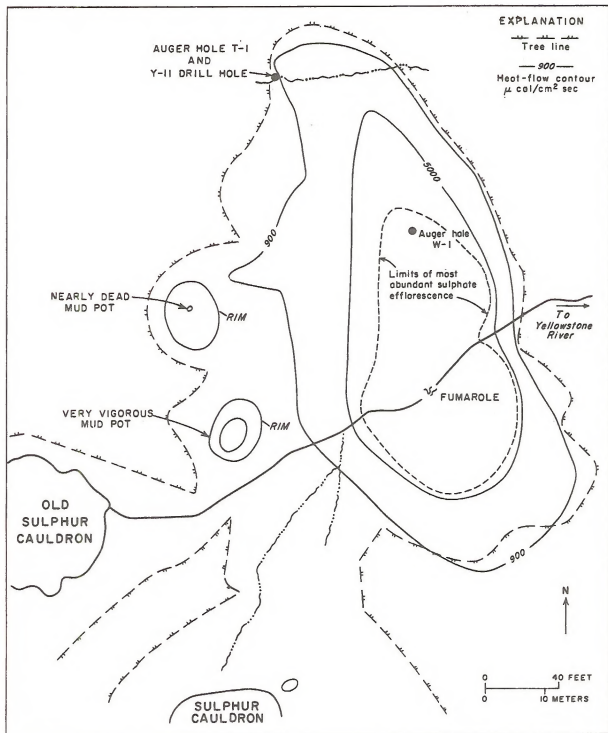 EXPLANATION
Tree line
900
Heat-flow contour
μ cal/cm² sec
AUGER HOLE T-1
AND
Y-11 DRILL HOLE
5000
900
Auger hole
W-1
Limits of most
abundant sulphate
efflorescence
NEARLY DEAD
MUD POT
RIM
To
Yellowstone
River
FUMAROLE
VERY VIGOROUS
MUD POT
RIM
OLD
SULPHUR
CAULDRON
900
N
0 40 FEET
0 10 METERS
SULPHUR
CAULDRON